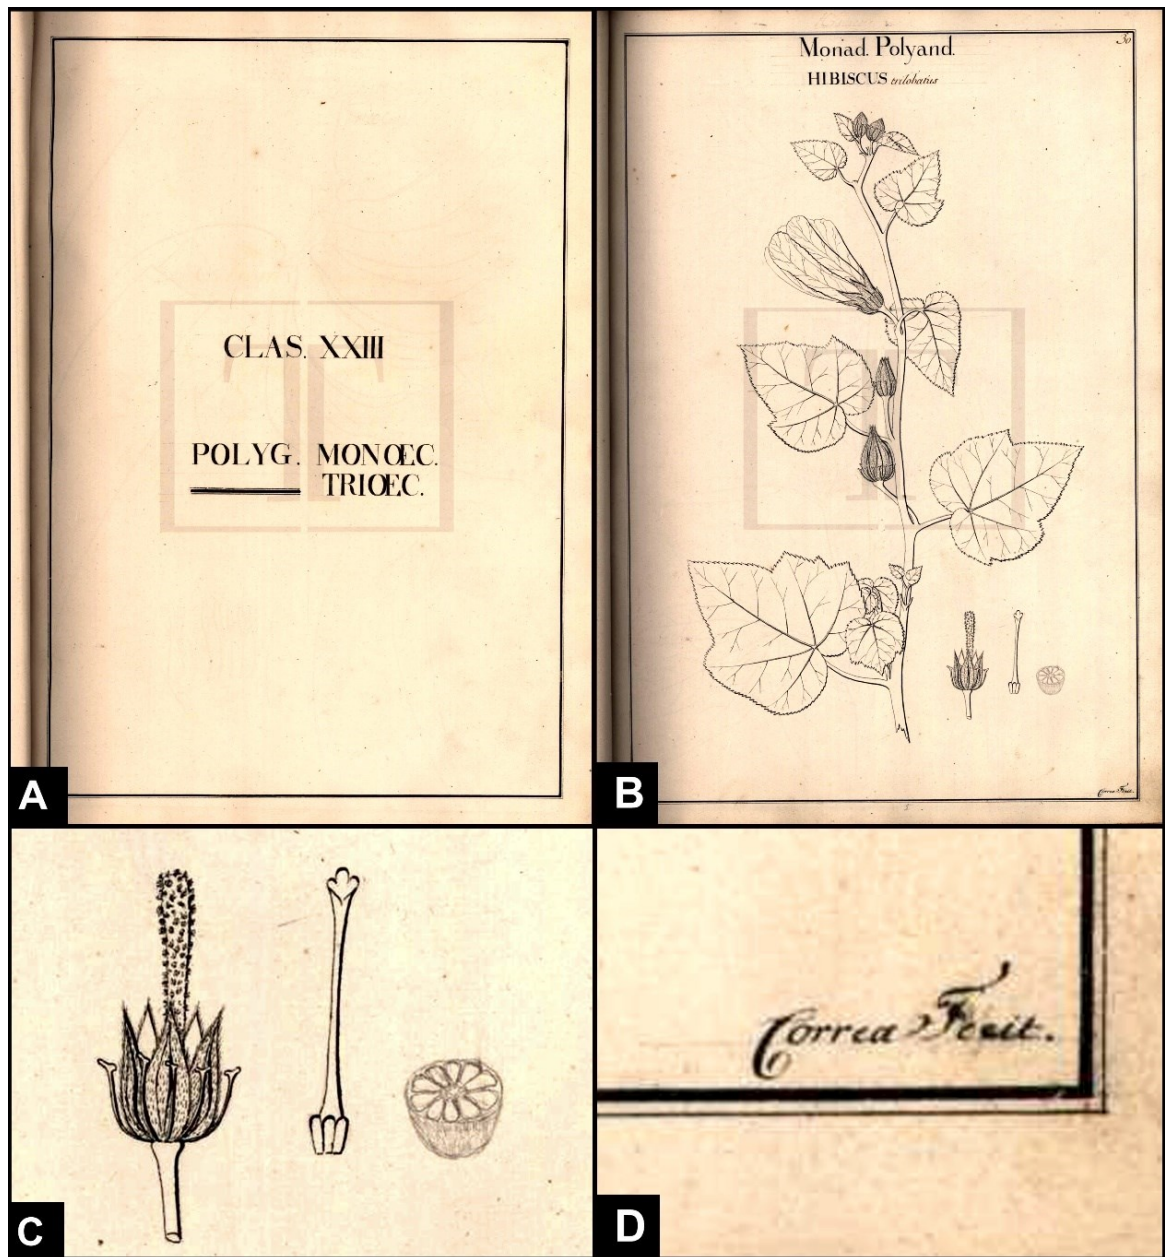 CLAS. XXIII
POLYG. MONOEC.
TRIOEC.
A
Monad. Polyand.
30
HIBISCUS trilobatus
T
Correa Fecit.
B
C
Correa Fecit.
D